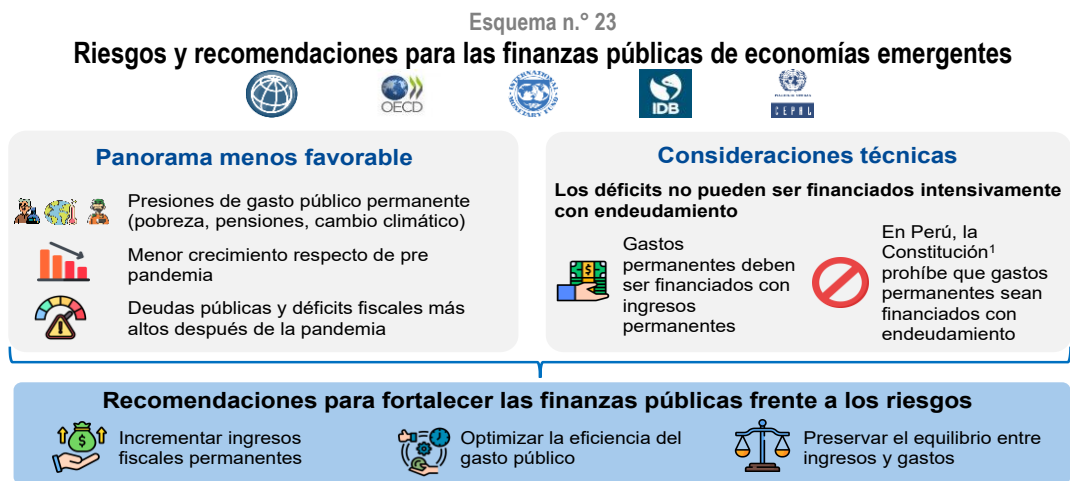 Esquema n.° 23
Riesgos y recomendaciones para las finanzas públicas de economías emergentes
OECD
INTERNATIONAL MONETARY FUND
IDB
CEPAL
Panorama menos favorable
Presiones de gasto público permanente
(pobreza, pensiones, cambio climático)
Menor crecimiento respecto de pre
pandemia
Deudas públicas y déficits fiscales más
altos después de la pandemia
Consideraciones técnicas
Los déficits no pueden ser financiados intensivamente
con endeudamiento
Gastos
permanentes deben
ser financiados con
ingresos
permanentes
En Perú, la
Constitución¹
prohíbe que gastos
permanentes sean
financiados con
endeudamiento
Recomendaciones para fortalecer las finanzas públicas frente a los riesgos
Incrementar ingresos
fiscales permanentes
Optimizar la eficiencia del
gasto público
Preservar el equilibrio entre
ingresos y gastos